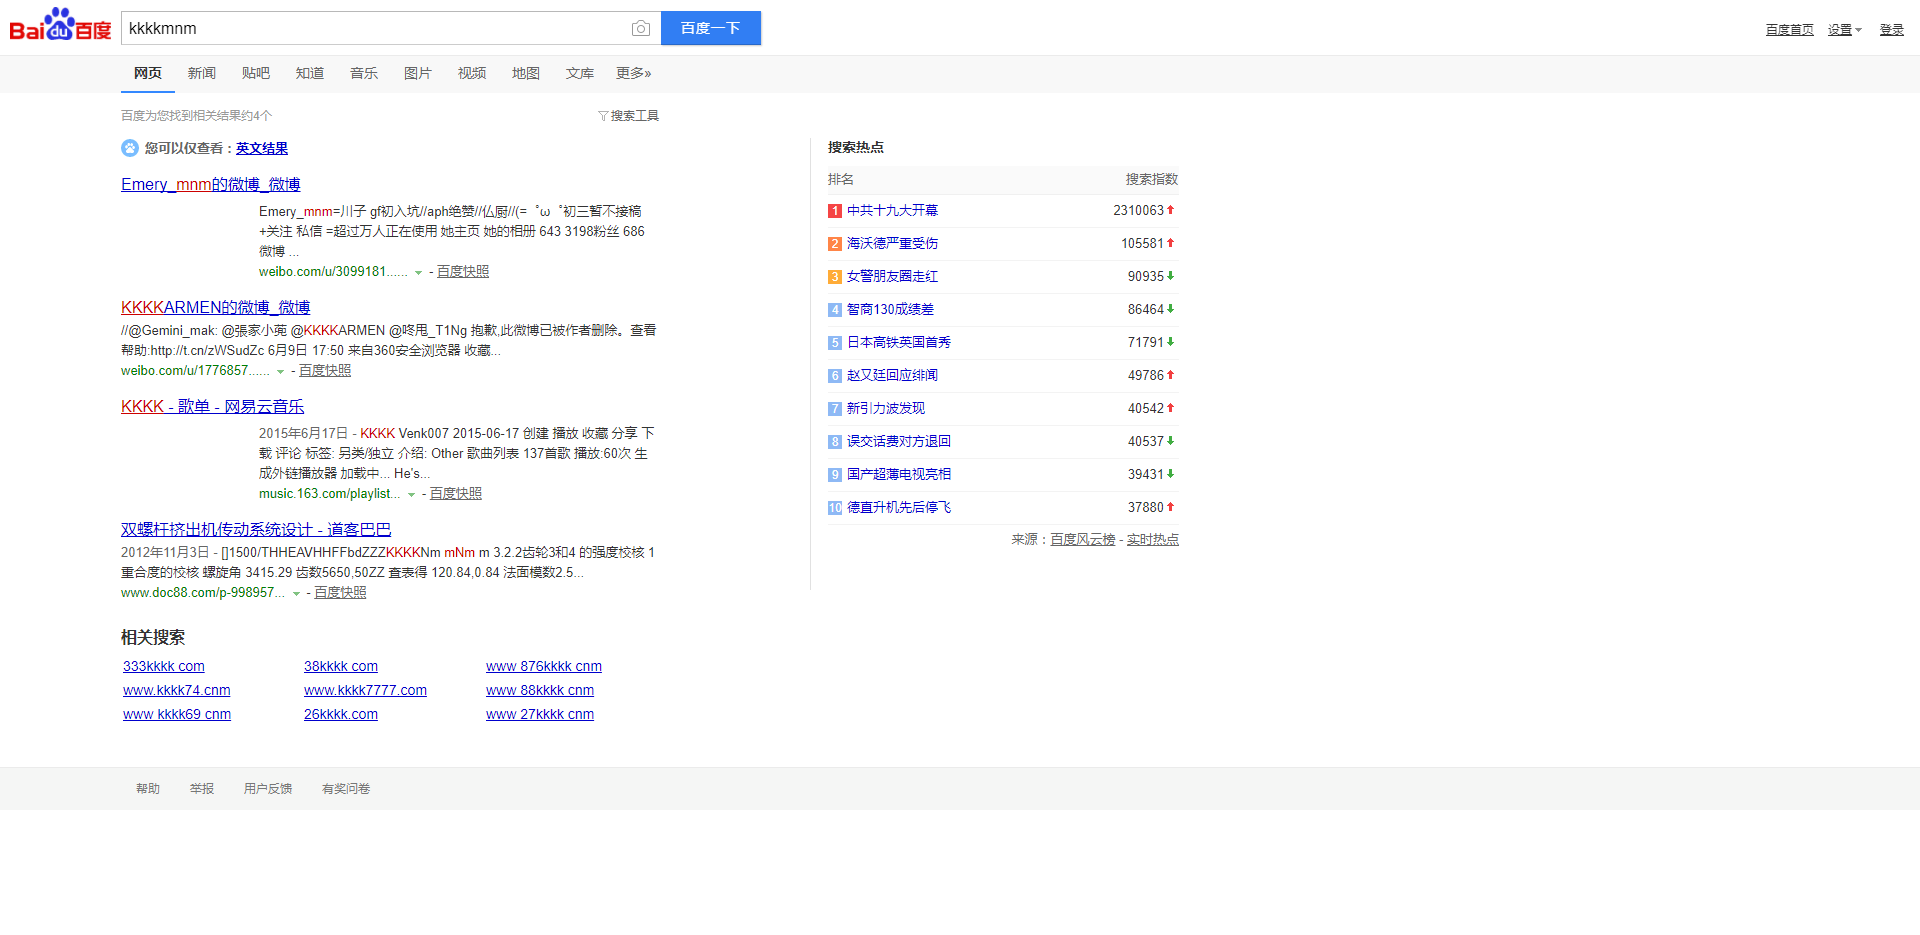 Bai du 百度
kkkkmnm
百度一下
百度首页 设置 登录
网页 新闻 贴吧 知道 音乐 图片 视频 地图 文库 更多»
百度为您找到相关结果约4个
搜索工具
您可以仅查看：英文结果
Emery_mnm的微博_微博
Emery_mnm=川子 gf初入坑//aph绝赞//仏厨//(=゜ω゜初三暂不接稿
+关注 私信 =超过万人正在使用 她主页 她的相册 643 3198粉丝 686
微博 ...
weibo.com/u/3099181...... - 百度快照
KKKKARMEN的微博_微博
//@Gemini_mak: @張家小菀 @KKKKARMEN @咚甩_T1Ng 抱歉,此微博已被作者删除。查看
帮助:http://t.cn/zWSudZc 6月9日 17:50 来自360安全浏览器 收藏...
weibo.com/u/1776857...... - 百度快照
KKKK - 歌单 - 网易云音乐
2015年6月17日 - KKKK Venk007 2015-06-17 创建 播放 收藏 分享 下
载 评论 标签: 另类/独立 介绍: Other 歌曲列表 137首歌 播放:60次 生
成外链播放器 加载中... He's...
music.163.com/playlist... - 百度快照
双螺杆挤出机传动系统设计 - 道客巴巴
2012年11月3日 - []1500/THHEAVHHFFbdZZZKKKKNm mNm m 3.2.2齿轮3和4 的强度校核 1
重合度的校核 螺旋角 3415.29 齿数5650,50ZZ 查表得 120.84,0.84 法面模数2.5...
www.doc88.com/p-998957... - 百度快照
相关搜索
333kkkk com 38kkkk com www 876kkkk cnm
www.kkkk74.cnm www.kkkk7777.com www 88kkkk cnm
www kkkk69 cnm 26kkkk.com www 27kkkk cnm
搜索热点
排名 搜索指数
1 中共十九大开幕 2310063
2 海沃德严重受伤 105581
3 女警朋友圈走红 90935
4 智商130成绩差 86464
5 日本高铁英国首秀 71791
6 赵又廷回应绯闻 49786
7 新引力波发现 40542
8 误交话费对方退回 40537
9 国产超薄电视亮相 39431
10 德直升机先后停飞 37880
来源：百度风云榜 - 实时热点
帮助 举报 用户反馈 有奖问卷